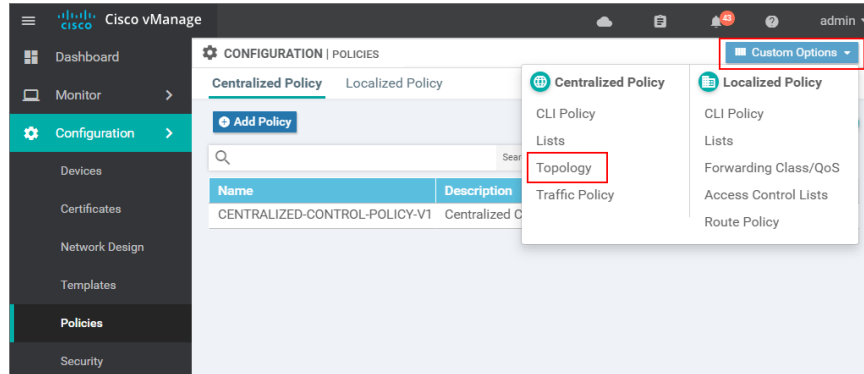 cisco Cisco vManage 43 admin
Dashboard
Monitor
Configuration
Devices
Certificates
Network Design
Templates
Policies
Security
CONFIGURATION | POLICIES
Custom Options
Centralized Policy Localized Policy
Add Policy
Name Description
CENTRALIZED-CONTROL-POLICY-V1 Centralized C
Centralized Policy
CLI Policy
Lists
Topology
Traffic Policy
Localized Policy
CLI Policy
Lists
Forwarding Class/QoS
Access Control Lists
Route Policy